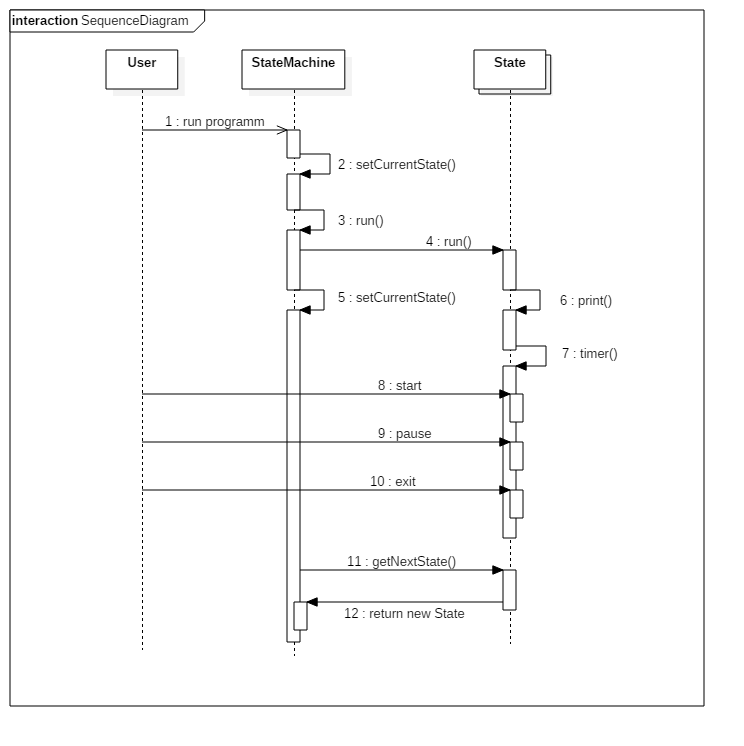 interaction SequenceDiagram
User
StateMachine
State
1 : run programm
2 : setCurrentState()
3 : run()
4 : run()
5 : setCurrentState()
6 : print()
7 : timer()
8 : start
9 : pause
10 : exit
11 : getNextState()
12 : return new State